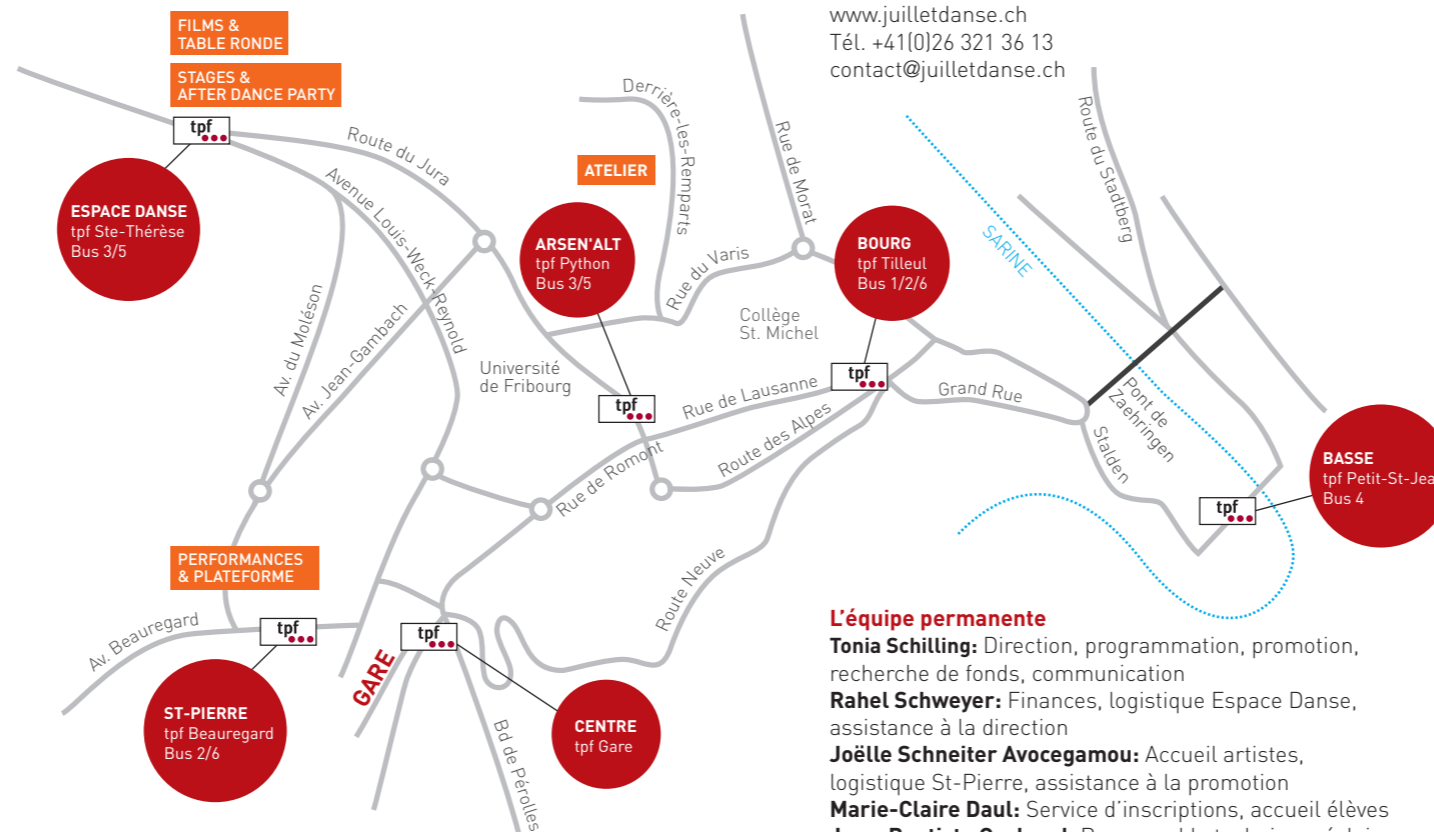 FILMS &
TABLE RONDE
STAGES &
AFTER DANCE PARTY
www.juilletdanse.ch
Tél. +41(0)26 321 36 13
contact@juilletdanse.ch
tpf
Route du Jura
Avenue Louis-Weck-Reynold
ESPACE DANSE
tpf Ste-Thérèse
Bus 3/5
Derrière-les-Remparts
ATELIER
Rue de Morat
Route du Stadtberg
SARINE
ARSEN'ALT
tpf Python
Bus 3/5
Rue du Varis
BOURG
tpf Tilleul
Bus 1/2/6
Collège
St. Michel
Av. du Moléson
Av. Jean-Gambach
Université
de Fribourg
tpf
Rue de Lausanne
tpf
Grand Rue
Pont de
Zaehringen
Route des Alpes
Rue de Romont
Stalden
BASSE
tpf Petit-St-Jea
Bus 4
tpf
PERFORMANCES
& PLATEFORME
Av. Beauregard
tpf
tpf
GARE
Route Neuve
ST-PIERRE
tpf Beauregard
Bus 2/6
CENTRE
tpf Gare
Bd de Pérolles
L'équipe permanente
Tonia Schilling: Direction, programmation, promotion,
recherche de fonds, communication
Rahel Schweyer: Finances, logistique Espace Danse,
assistance à la direction
Joëlle Schneiter Avocegamou: Accueil artistes,
logistique St-Pierre, assistance à la promotion
Marie-Claire Daul: Service d'inscriptions, accueil élèves